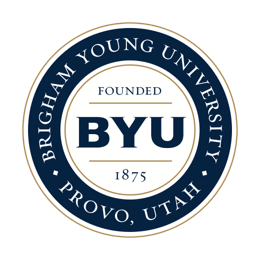 BRIGHAM YOUNG UNIVERSITY
FOUNDED
BYU
1875
PROVO, UTAH